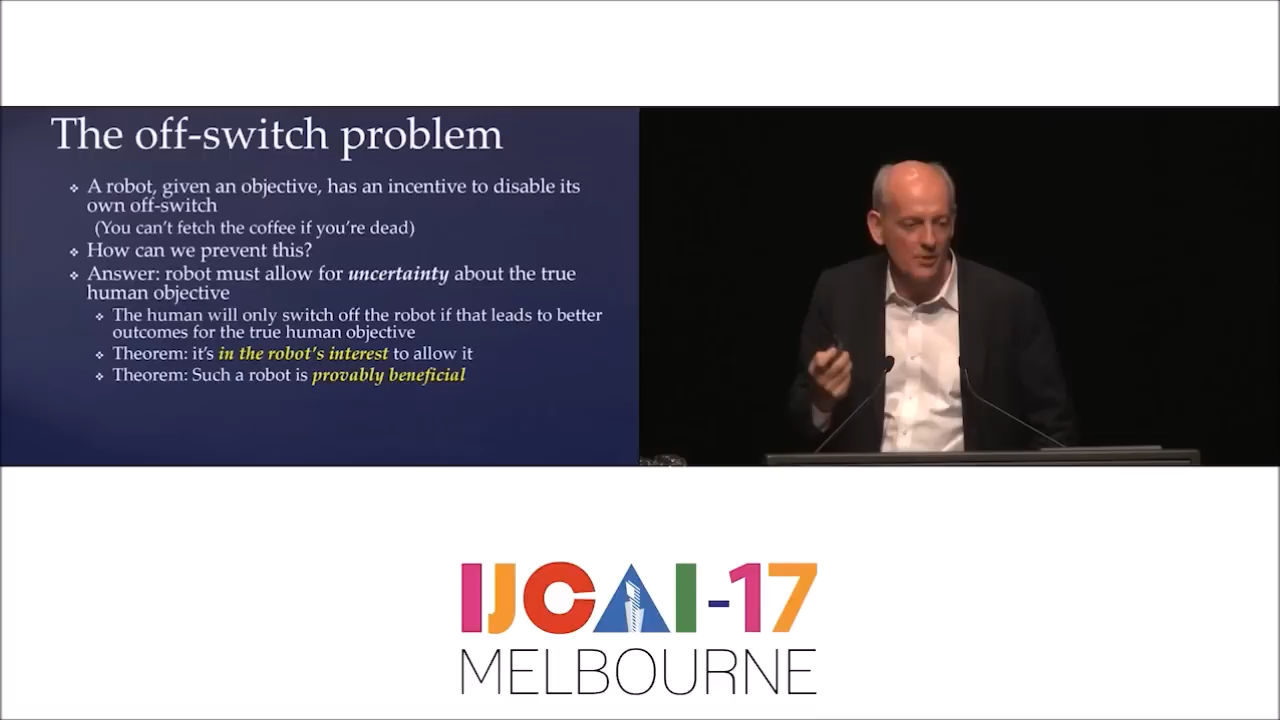 The off-switch problem
❖ A robot, given an objective, has an incentive to disable its
own off-switch
(You can't fetch the coffee if you're dead)
❖ How can we prevent this?
❖ Answer: robot must allow for uncertainty about the true
human objective
❖ The human will only switch off the robot if that leads to better
outcomes for the true human objective
❖ Theorem: it's in the robot's interest to allow it
❖ Theorem: Such a robot is provably beneficial
IJCAI-17
MELBOURNE